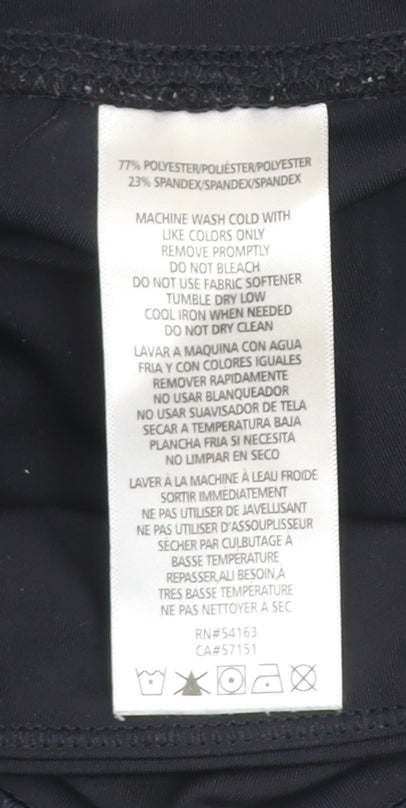 77% POLYESTER/POLIÉSTER/POLYESTER
23% SPANDEX/SPANDEX/SPANDEX
MACHINE WASH COLD WITH
LIKE COLORS ONLY
REMOVE PROMPTLY
DO NOT BLEACH
DO NOT USE FABRIC SOFTENER
TUMBLE DRY LOW
COOL IRON WHEN NEEDED
DO NOT DRY CLEAN
LAVAR A MAQUINA CON AGUA
FRIA Y CON COLORES IGUALES
REMOVER RAPIDAMENTE
NO USAR BLANQUEADOR
NO USAR SUAVISADOR DE TELA
SECAR A TEMPERATURA BAJA
PLANCHA FRIA SI NECESITA
NO LIMPIAR EN SECO
LAVER À LA MACHINE À LEAU FROIDE
SORTIR IMMÉDIATEMENT
NE PAS UTILISER DE JAVELLISANT
NE PAS UTILISER D'ASSOUPLISSEUR
SECHER PAR CULBUTAGE À
BASSE TEMPERATURE
REPASSER,AU BESOIN,À
TRES BASSE TEMPERATURE
NE PAS NETTOYER A SEC
RN#54163
CA#57151